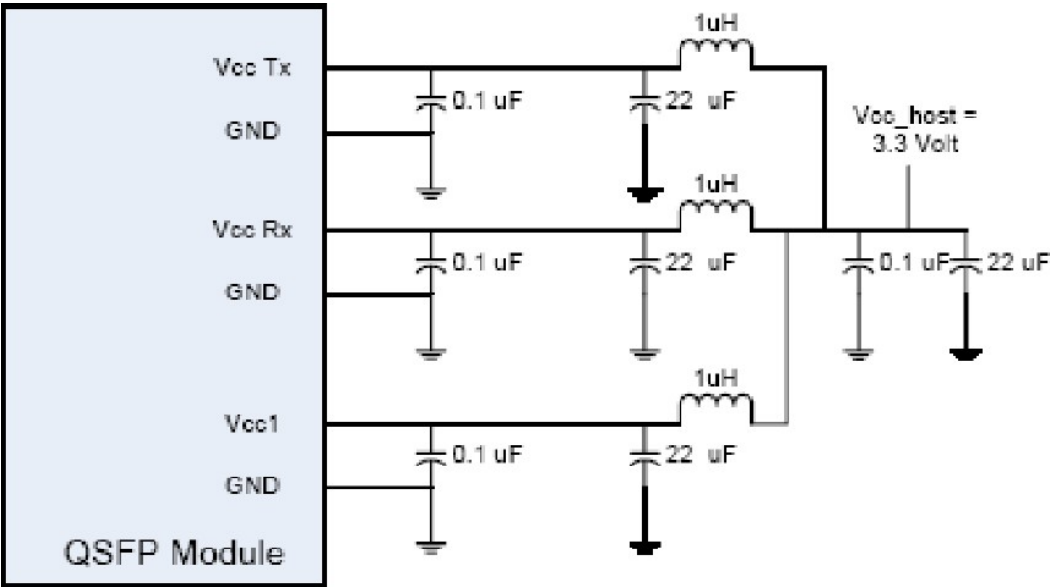 1uH
Vcc Tx
0.1 uF
22 uF
GND
Vcc_host =
3.3 Volt
1uH
Vcc Rx
0.1 uF
22 uF
0.1 uF
22 uF
GND
1uH
Vcc1
0.1 uF
22 uF
GND
QSFP Module